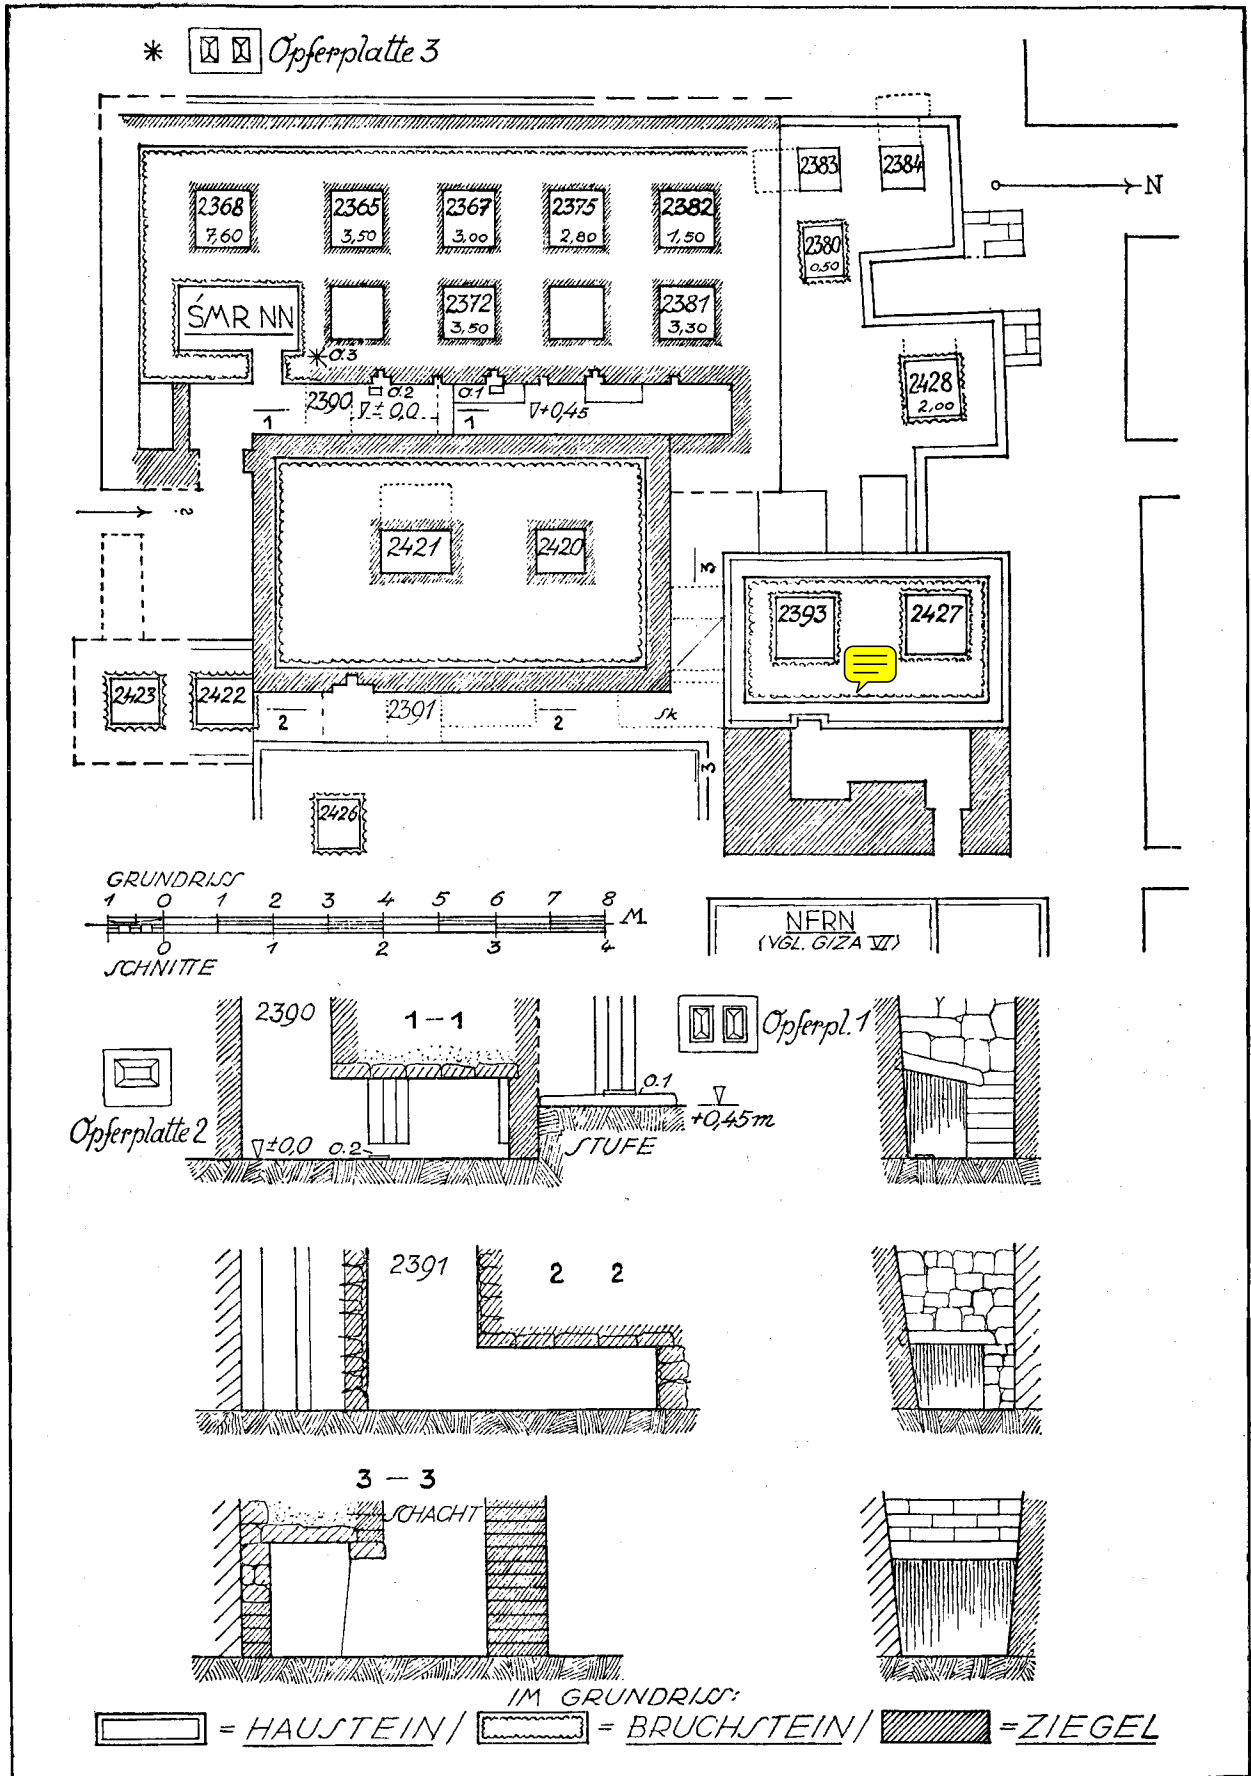 * Opferplatte 3
N
2383 2384
2368 2365 2367 2375 2382
7,60 3,50 3,00 2,80 1,50
2380
0,50
ŚMR NN 2372 2381
3,50 3,30
o.3
2428
2,00
2390 o.2 o.1
1 ▽± 0,0 1 ▽+0,45
?
2421 2420
3
2393 2427
2423 2422 2391
2 2 Sk
3
2426
GRUNDRISS
1 0 1 2 3 4 5 6 7 8 M.
0 1 2 3 4
SCHNITTE
NFRN
(VGL. GIZA VI)
2390 1–1 Opferpl. 1
o.1
Opferplatte 2
▽
+0,45m
▽±0,0 o.2 STUFE
2391 2 2
3 – 3
SCHACHT
IM GRUNDRISS:
= HAUSTEIN / = BRUCHSTEIN / = ZIEGEL